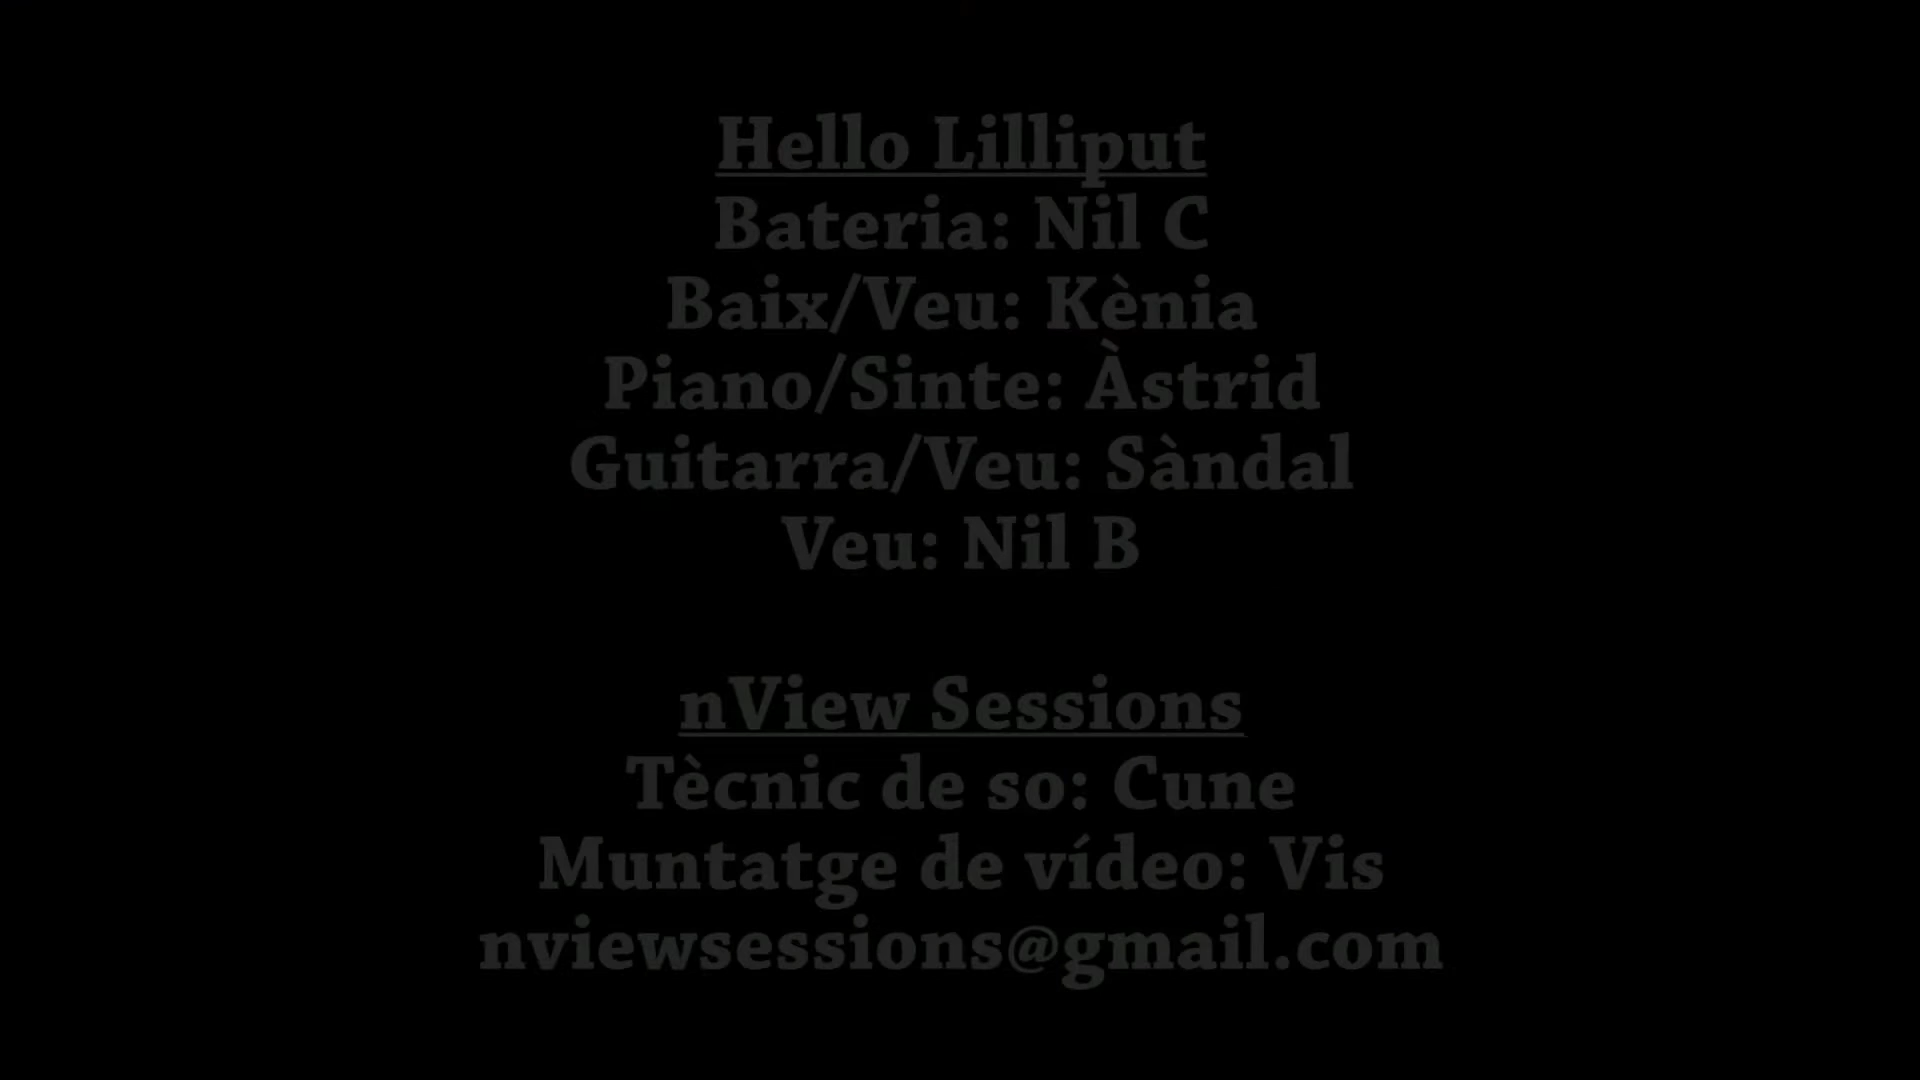 Hello Lilliput
Bateria: Nil C
Baix/Veu: Kènia
Piano/Sinte: Àstrid
Guitarra/Veu: Sàndal
Veu: Nil B
nView Sessions
Tècnic de so: Cune
Muntatge de vídeo: Vis
nviewsessions@gmail.com